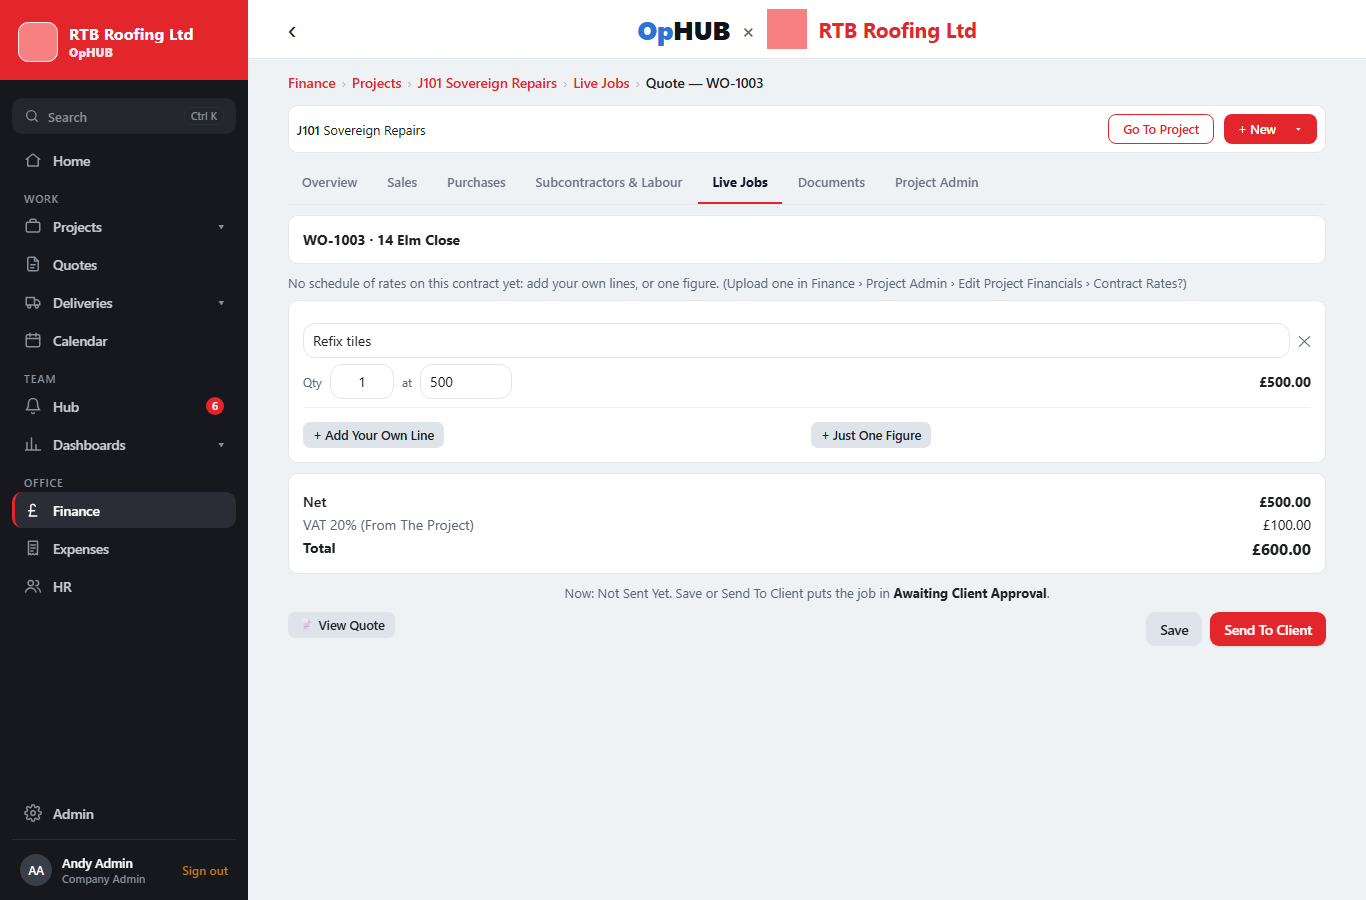 RTB Roofing Ltd
OpHUB
Search Ctrl K
Home
WORK
Projects
Quotes
Deliveries
Calendar
TEAM
Hub 6
Dashboards
OFFICE
Finance
Expenses
HR
Admin
AA
Andy Admin
Company Admin
Sign out
OpHUB × RTB Roofing Ltd
Finance › Projects › J101 Sovereign Repairs › Live Jobs › Quote — WO-1003
J101 Sovereign Repairs
Go To Project
+ New
Overview Sales Purchases Subcontractors & Labour Live Jobs Documents Project Admin
WO-1003 · 14 Elm Close
No schedule of rates on this contract yet: add your own lines, or one figure. (Upload one in Finance › Project Admin › Edit Project Financials › Contract Rates?)
Refix tiles
Qty 1 at 500 £500.00
+ Add Your Own Line + Just One Figure
Net £500.00
VAT 20% (From The Project) £100.00
Total £600.00
Now: Not Sent Yet. Save or Send To Client puts the job in Awaiting Client Approval.
View Quote
Save
Send To Client